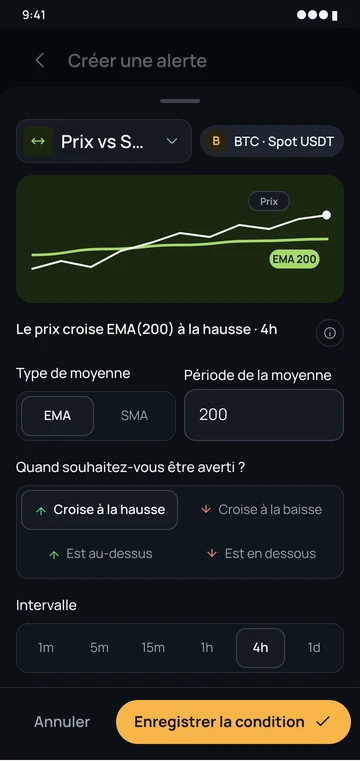 9:41
Créer une alerte
Prix vs S...
B BTC · Spot USDT
Prix
EMA 200
Le prix croise EMA(200) à la hausse · 4h
Type de moyenne
Période de la moyenne
EMA
SMA
200
Quand souhaitez-vous être averti ?
Croise à la hausse
Croise à la baisse
Est au-dessus
Est en dessous
Intervalle
1m
5m
15m
1h
4h
1d
Annuler
Enregistrer la condition